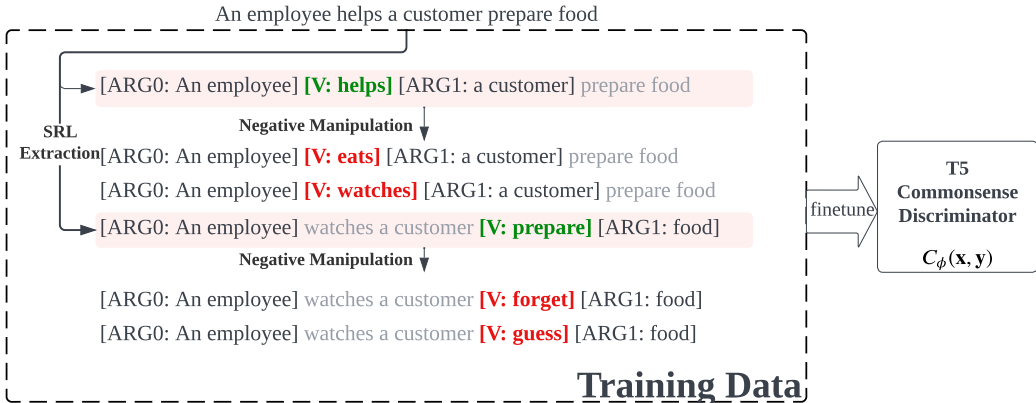 An employee helps a customer prepare food
[ARG0: An employee] [V: helps] [ARG1: a customer] prepare food
Negative Manipulation
SRL
Extraction
[ARG0: An employee] [V: eats] [ARG1: a customer] prepare food
[ARG0: An employee] [V: watches] [ARG1: a customer] prepare food
[ARG0: An employee] watches a customer [V: prepare] [ARG1: food]
Negative Manipulation
[ARG0: An employee] watches a customer [V: forget] [ARG1: food]
[ARG0: An employee] watches a customer [V: guess] [ARG1: food]
Training Data
finetune
T5
Commonsense
Discriminator
C_ϕ(x, y)